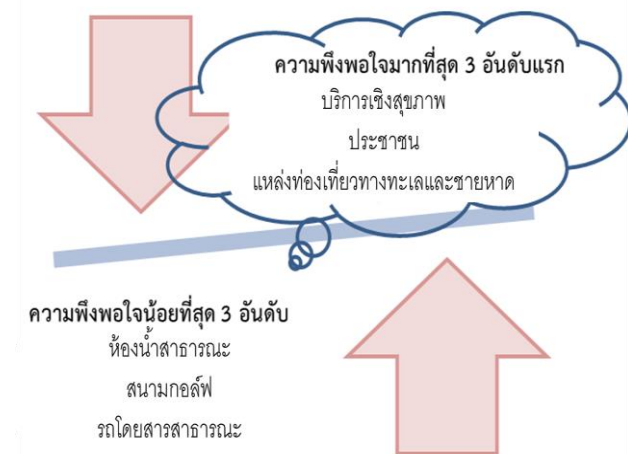 ความพึงพอใจมากที่สุด 3 อันดับแรก
บริการเชิงสุขภาพ
ประชาชน
แหล่งท่องเที่ยวทางทะเลและชายหาด
ความพึงพอใจน้อยที่สุด 3 อันดับ
ห้องน้ำสาธารณะ
สนามกอล์ฟ
รถโดยสารสาธารณะ